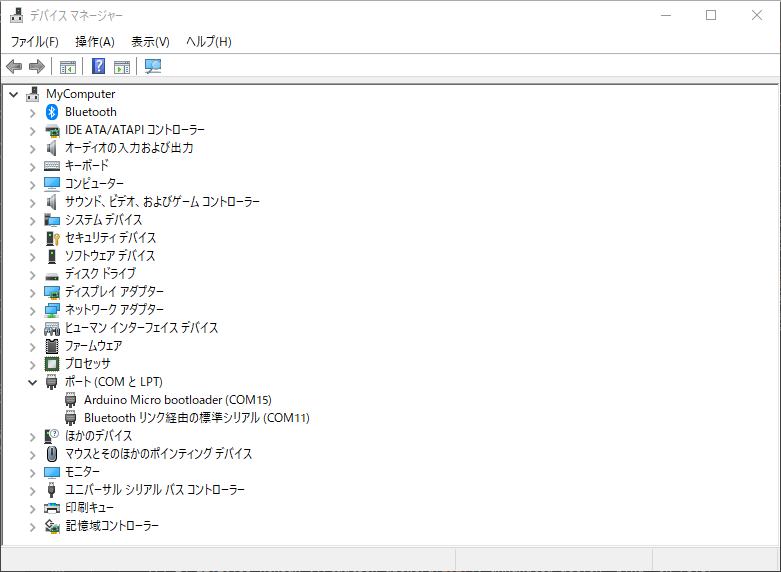 デバイス マネージャー
ファイル(F) 操作(A) 表示(V) ヘルプ(H)
MyComputer
Bluetooth
IDE ATA/ATAPI コントローラー
オーディオの入力および出力
キーボード
コンピューター
サウンド、ビデオ、およびゲーム コントローラー
システム デバイス
セキュリティ デバイス
ソフトウェア デバイス
ディスク ドライブ
ディスプレイ アダプター
ネットワーク アダプター
ヒューマン インターフェイス デバイス
ファームウェア
プロセッサ
ポート (COM と LPT)
Arduino Micro bootloader (COM15)
Bluetooth リンク経由の標準シリアル (COM11)
ほかのデバイス
マウスとそのほかのポインティング デバイス
モニター
ユニバーサル シリアル バス コントローラー
印刷キュー
記憶域コントローラー